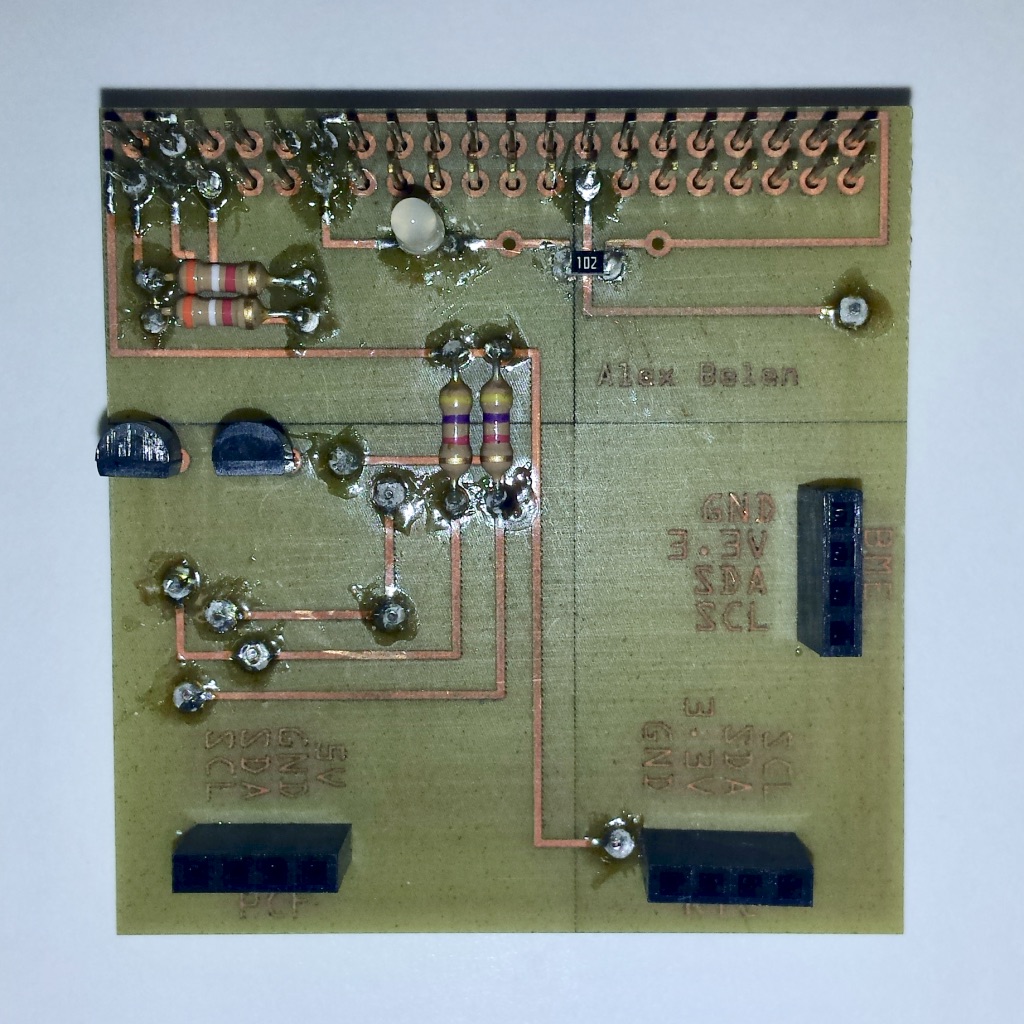 102
Alex Belen
GND
3.3V
SDA
SCL
BME
SCL
SDA
GND
5V
GND
3.3V
SDA
SCL
PCF